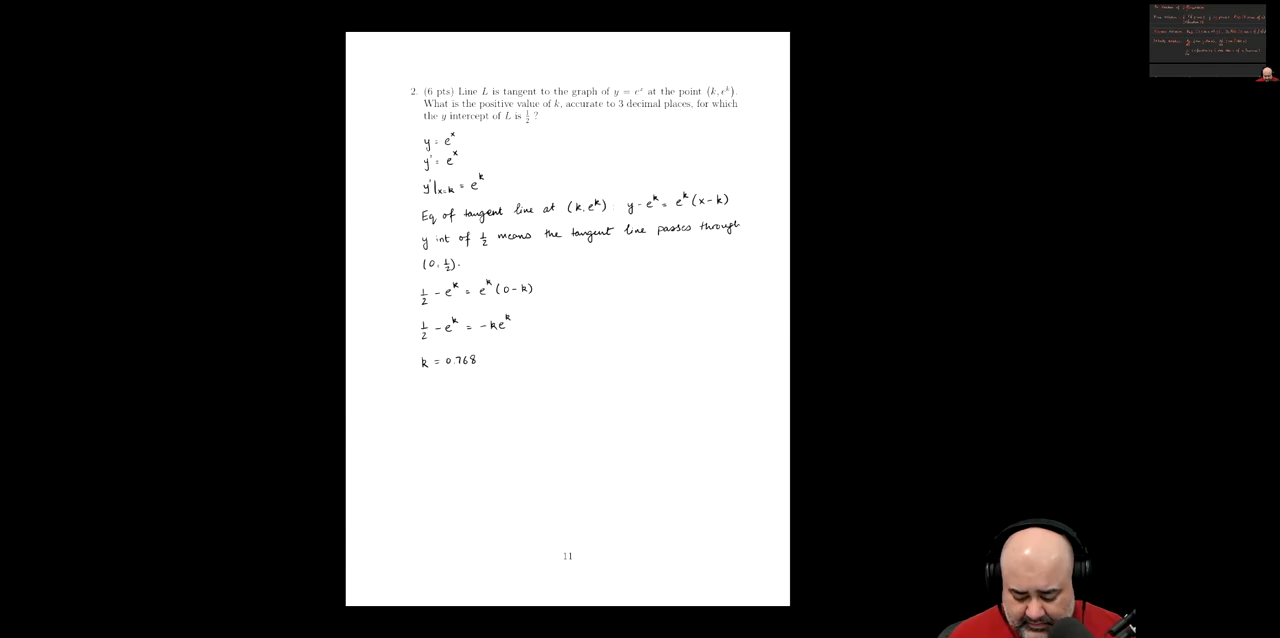 2. (6 pts) Line L is tangent to the graph of y = e^x at the point (k, e^k).
What is the positive value of k, accurate to 3 decimal places, for which
the y intercept of L is 1/2 ?
y = e^x
y' = e^x
y'|x=k = e^k
Eq of tangent line at (k, e^k) : y - e^k = e^k (x - k)
y int of 1/2 means the tangent line passes through
(0, 1/2).
1/2 - e^k = e^k (0 - k)
1/2 - e^k = -ke^k
k = 0.768
11